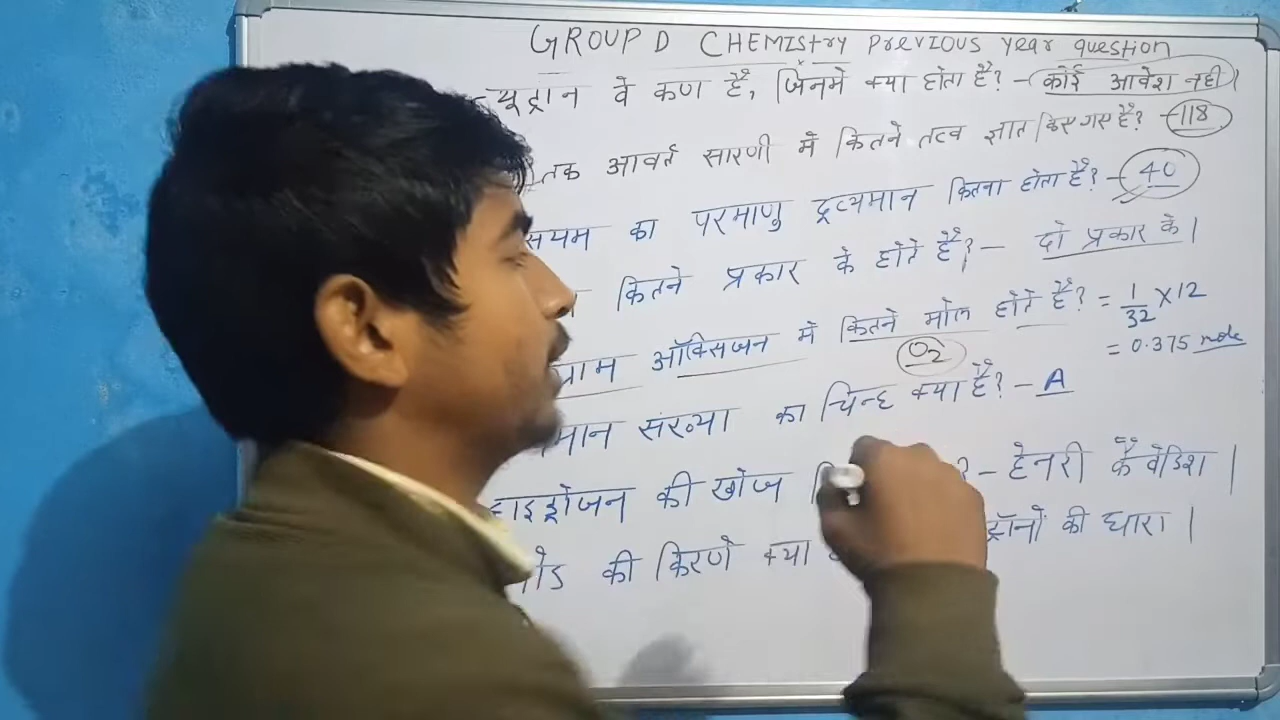 GROUP D CHEMIStry Previous Year question
न्यूट्रान वे कण हैं, जिनमें क्या होता है? - कोई आवेश नहीं।
तक आवर्त सारणी में कितने तत्व ज्ञात किए गए हैं? - 118
का परमाणु द्रव्यमान कितना होता है? - 40
कितने प्रकार के होते हैं? - दो प्रकार के।
ग्राम ऑक्सिजन में कितने मोल होते हैं? = 1/32 X 12
O2
= 0.375 mole
संख्या का चिन्ह क्या है? - A
हाइड्रोजन की खोज ? - हेनरी कैवेंडिश।
की किरणे क्या की धारा।